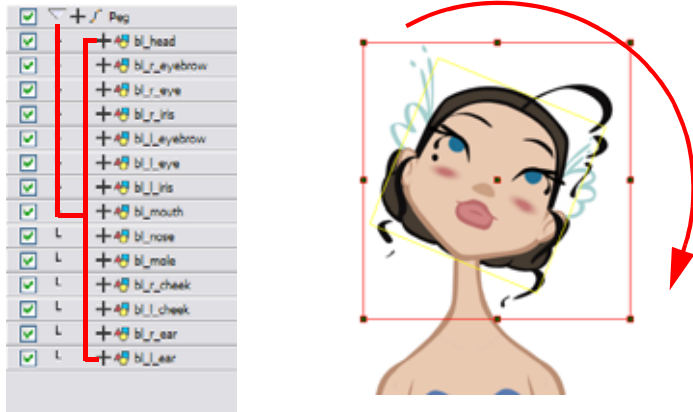 Peg
bl_head
bl_r_eyebrow
bl_r_eye
bl_r_iris
bl_l_eyebrow
bl_l_eye
bl_l_iris
bl_mouth
bl_nose
bl_mole
bl_r_cheek
bl_l_cheek
bl_r_ear
bl_l_ear